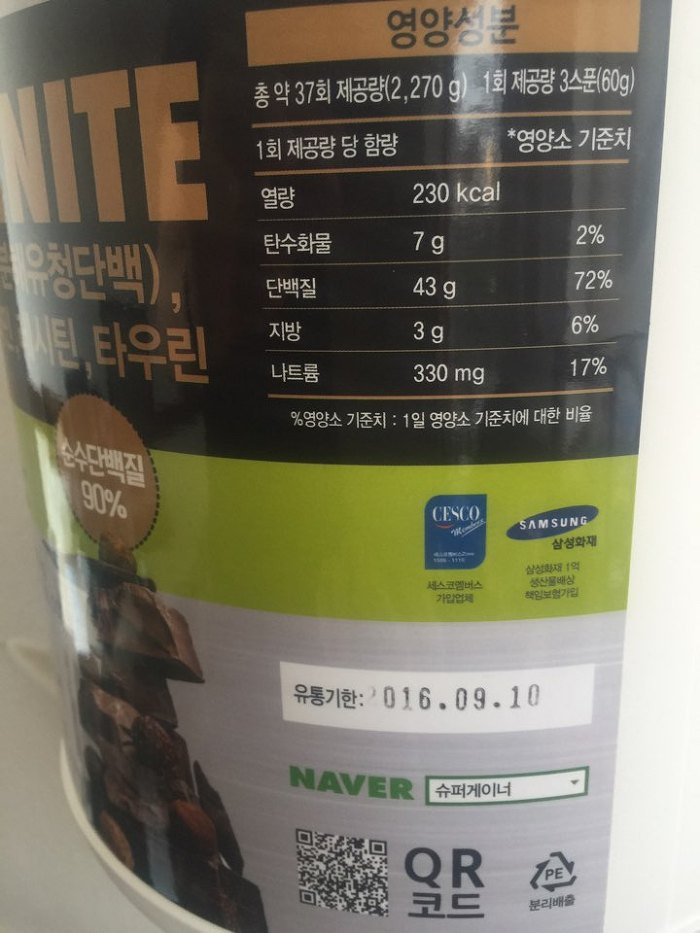 영양성분
총 약 37회 제공량(2,270 g) 1회 제공량 3스푼(60g)
1회 제공량 당 함량 *영양소 기준치
열량 230 kcal
탄수화물 7 g 2%
단백질 43 g 72%
지방 3 g 6%
나트륨 330 mg 17%
%영양소 기준치 : 1일 영양소 기준치에 대한 비율
NITE
유청단백),
시틴, 타우린
순수단백질
90%
CESCO
Members
세스코멤버스
가입업체
SAMSUNG
삼성화재
삼성화재 1억
생산물배상
책임보험가입
유통기한: 2016.09.10
NAVER 슈퍼게이너
QR
코드
PE
분리배출